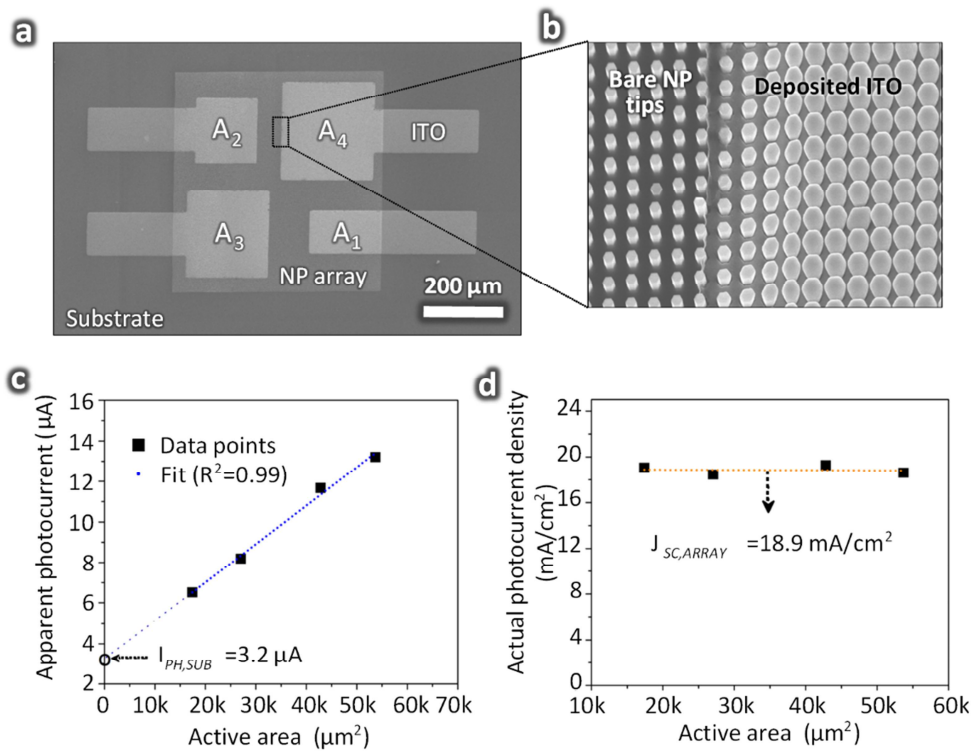 a
A2
A4
ITO
A3
A1
NP array
200 µm
Substrate
b
Bare NP
tips
Deposited ITO
c
Apparent photocurrent (µA)
16
14
12
10
8
6
4
2
Data points
Fit (R²=0.99)
I PH,SUB =3.2 µA
0 10k 20k 30k 40k 50k 60k 70k
Active area (µm²)
d
Actual photocurrent density
(mA/cm²)
24
20
16
12
8
4
0
J SC,ARRAY =18.9 mA/cm²
10k 20k 30k 40k 50k 60k
Active area (µm²)